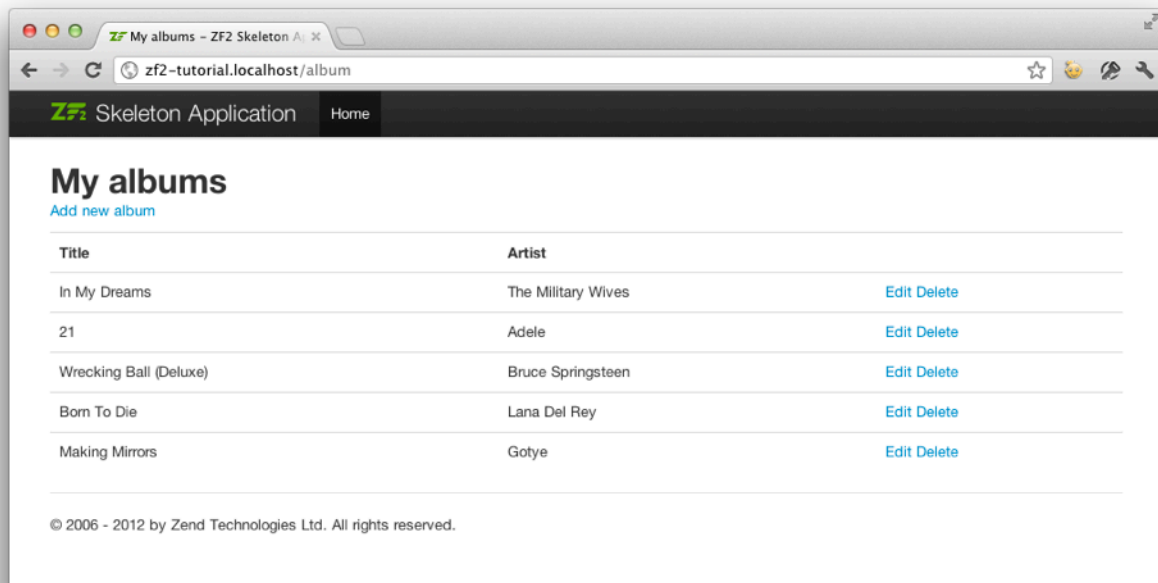 ZF My albums – ZF2 Skeleton A
zf2-tutorial.localhost/album
ZF2 Skeleton Application Home
My albums
Add new album
Title Artist
In My Dreams The Military Wives Edit Delete
21 Adele Edit Delete
Wrecking Ball (Deluxe) Bruce Springsteen Edit Delete
Born To Die Lana Del Rey Edit Delete
Making Mirrors Gotye Edit Delete
© 2006 - 2012 by Zend Technologies Ltd. All rights reserved.